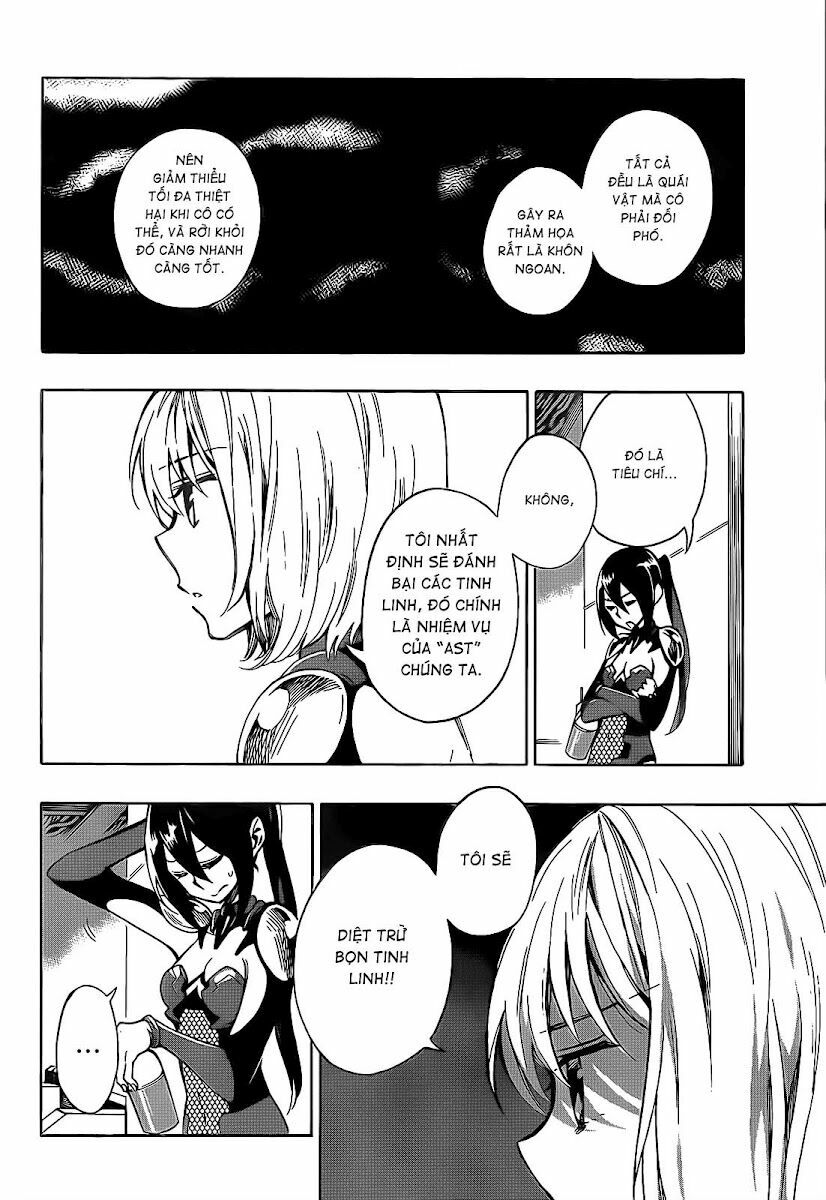 TẤT CẢ
ĐỀU LÀ QUÁI
VẬT MÀ CÔ
PHẢI ĐỐI
PHÓ.
GÂY RA
THẢM HỌA
RẤT LÀ KHÔN
NGOAN.
NÊN
GIẢM THIỂU
TỐI ĐA THIỆT
HẠI KHI CÔ CÓ
THỂ, VÀ RỜI KHỎI
ĐÓ CÀNG NHANH
CÀNG TỐT.
ĐÓ LÀ
TIÊU CHÍ...
KHÔNG,
TÔI NHẤT
ĐỊNH SẼ ĐÁNH
BẠI CÁC TINH
LINH, ĐÓ CHÍNH
LÀ NHIỆM VỤ
CỦA “AST”
CHÚNG TA.
TÔI SẼ
DIỆT TRỪ
BỌN TINH
LINH!!
...